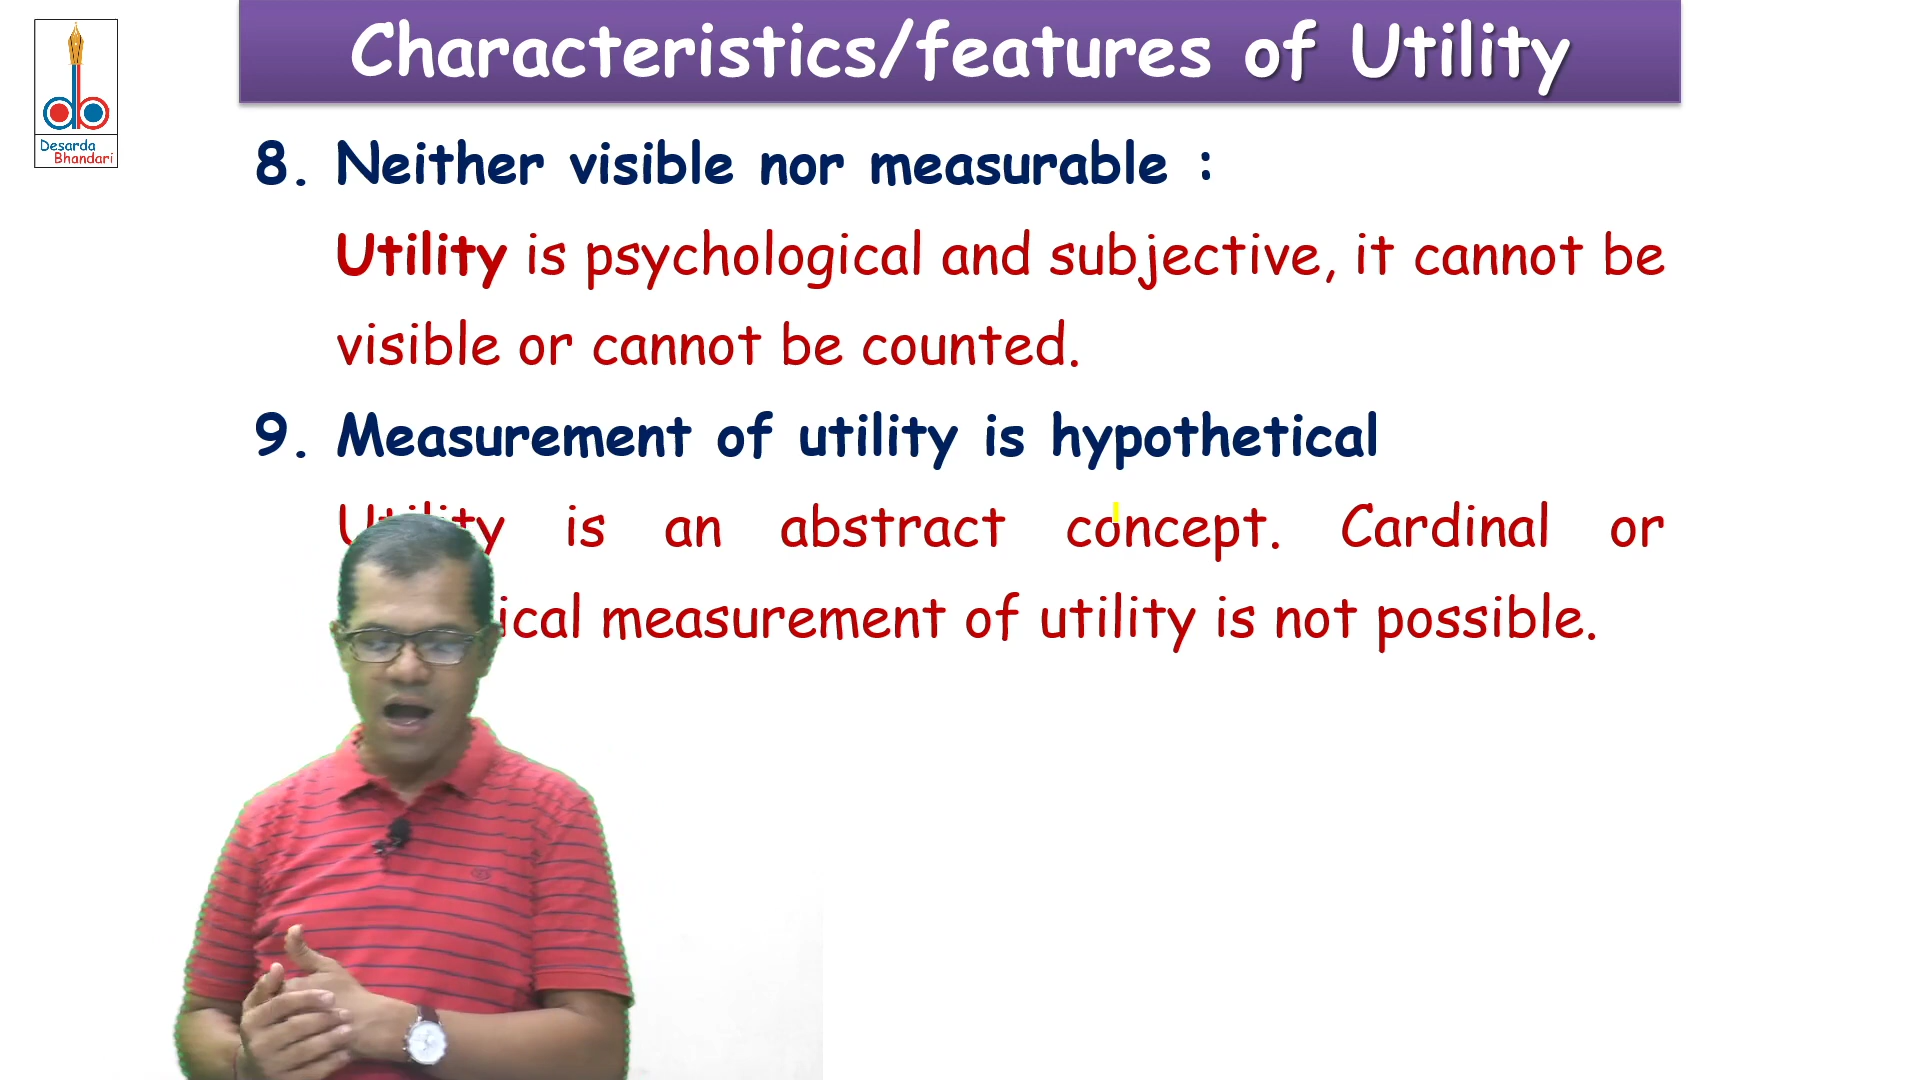 Desarda
Bhandari
Characteristics/features of Utility
8. Neither visible nor measurable :
Utility is psychological and subjective, it cannot be
visible or cannot be counted.
9. Measurement of utility is hypothetical
Utility is an abstract concept. Cardinal or
measurement of utility is not possible.